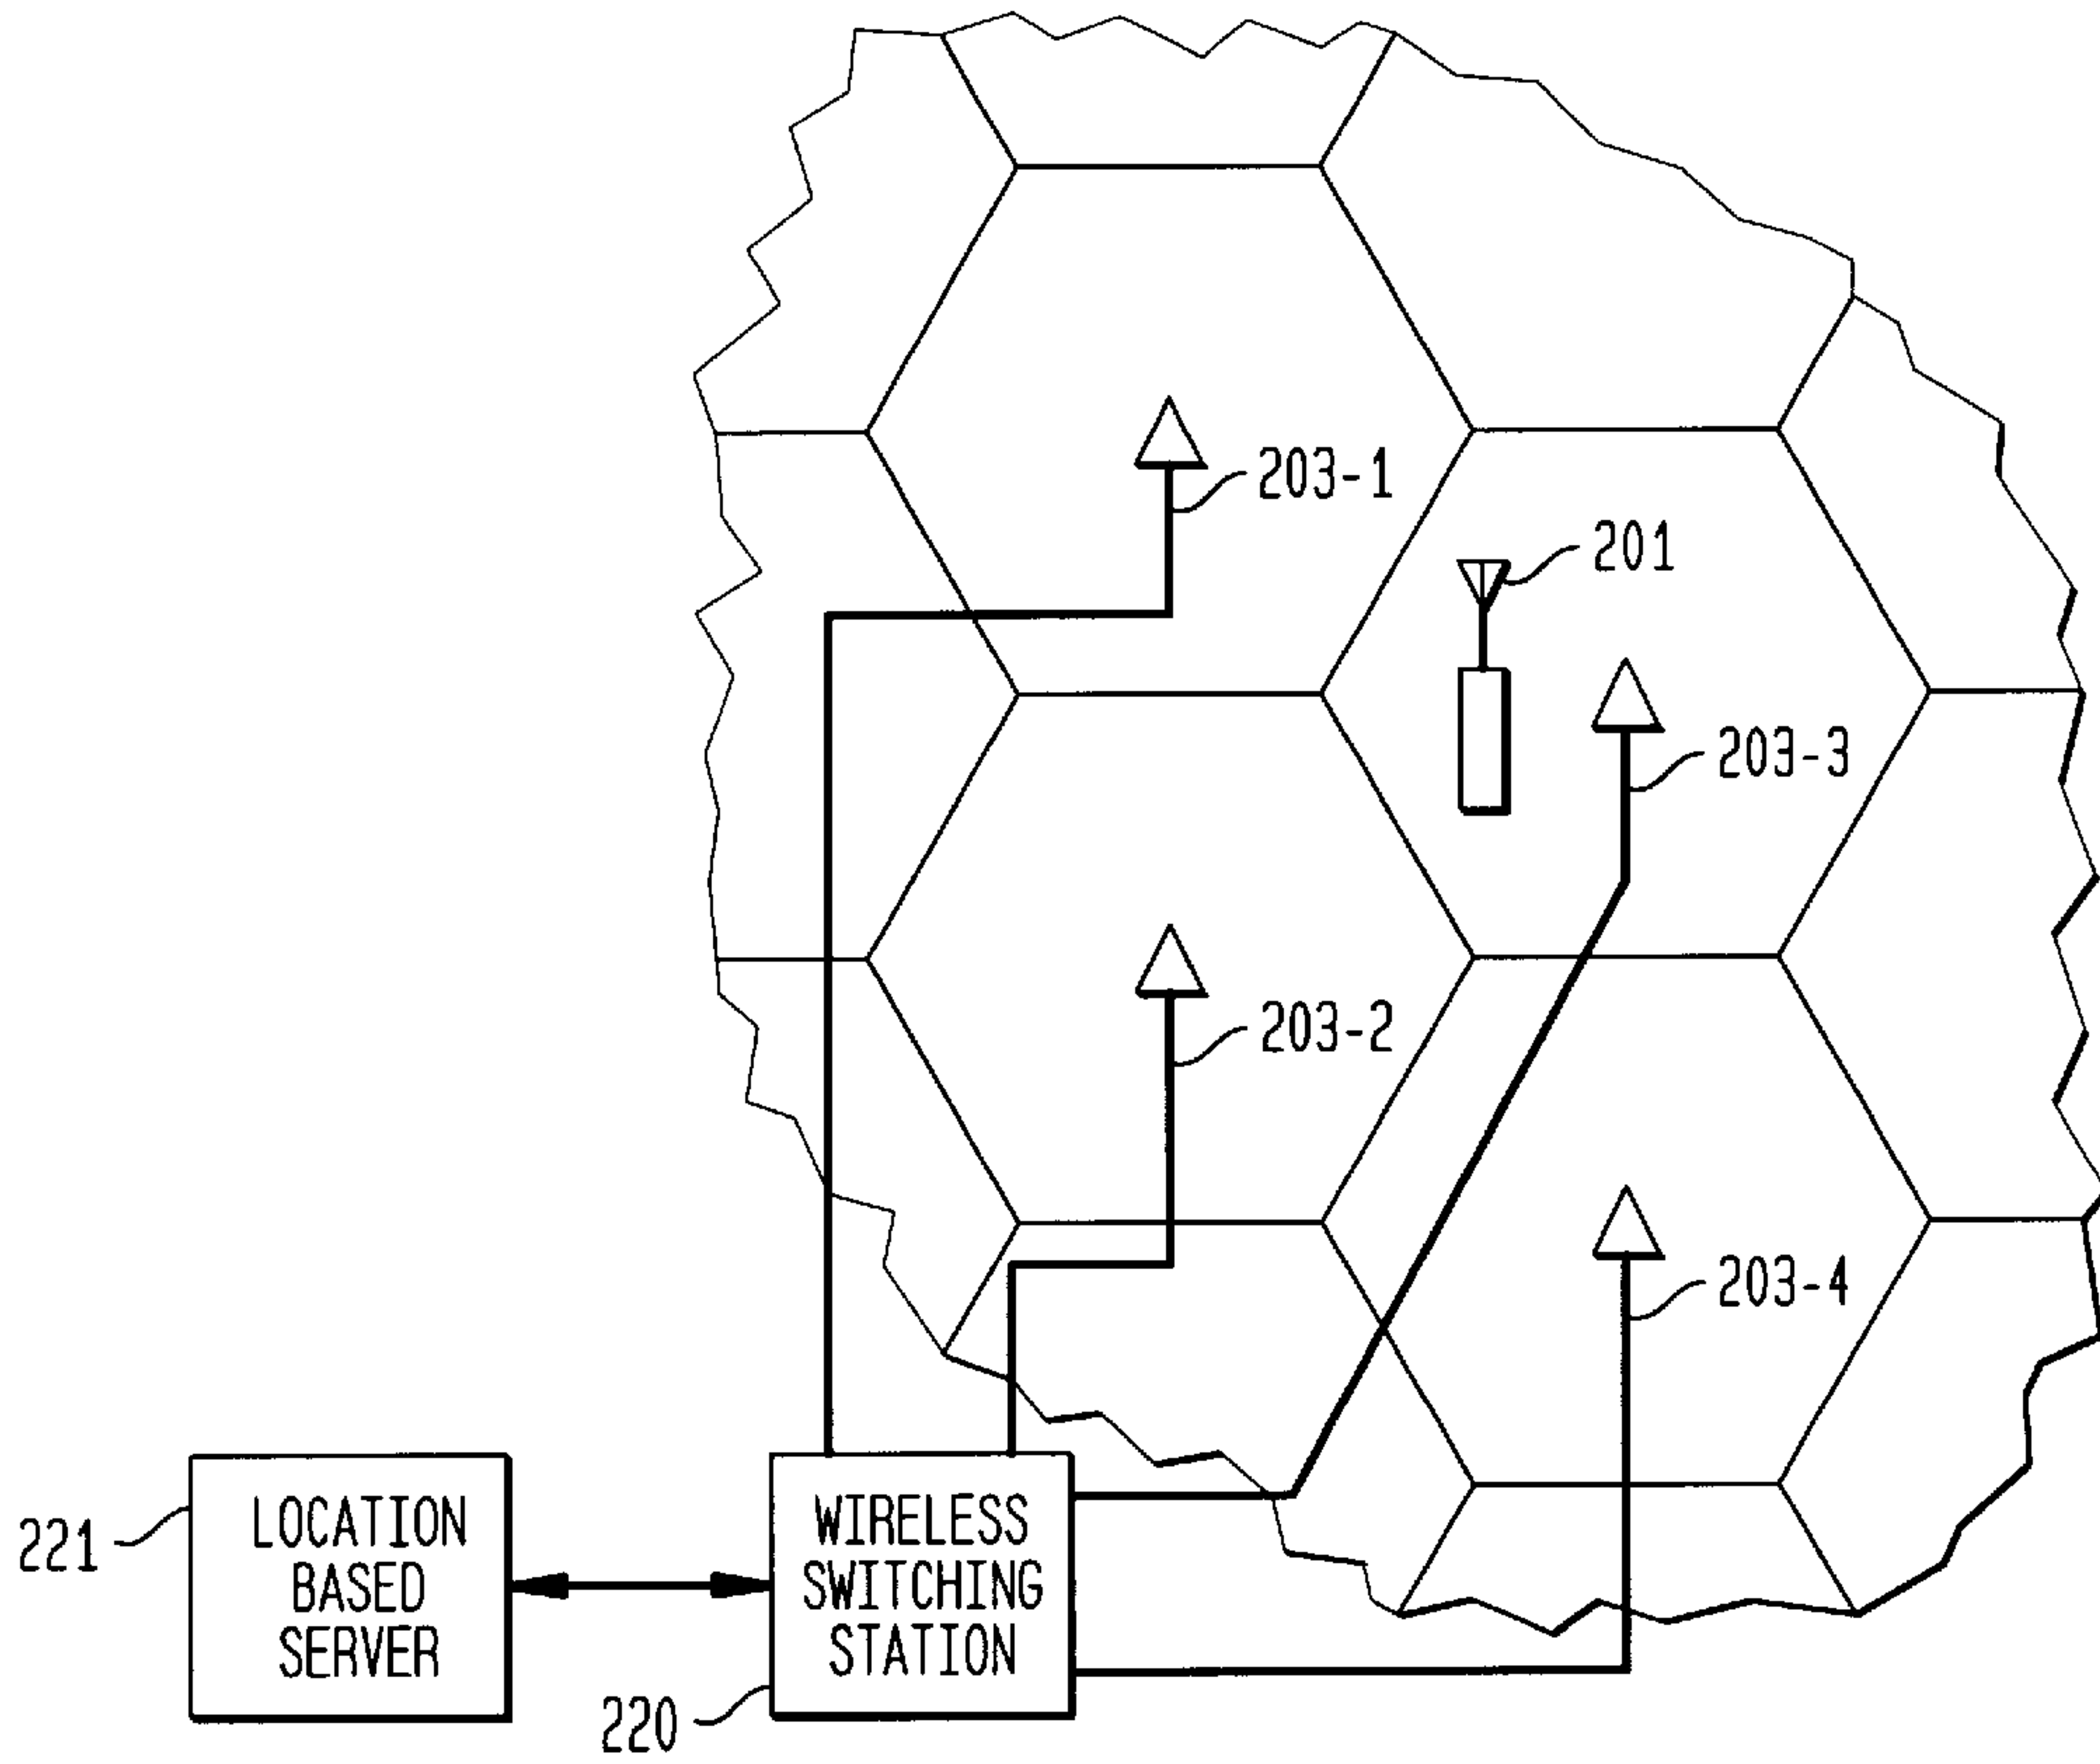 203-1
201
203-3
203-2
203-4
LOCATION
BASED
SERVER
221
WIRELESS
SWITCHING
STATION
220